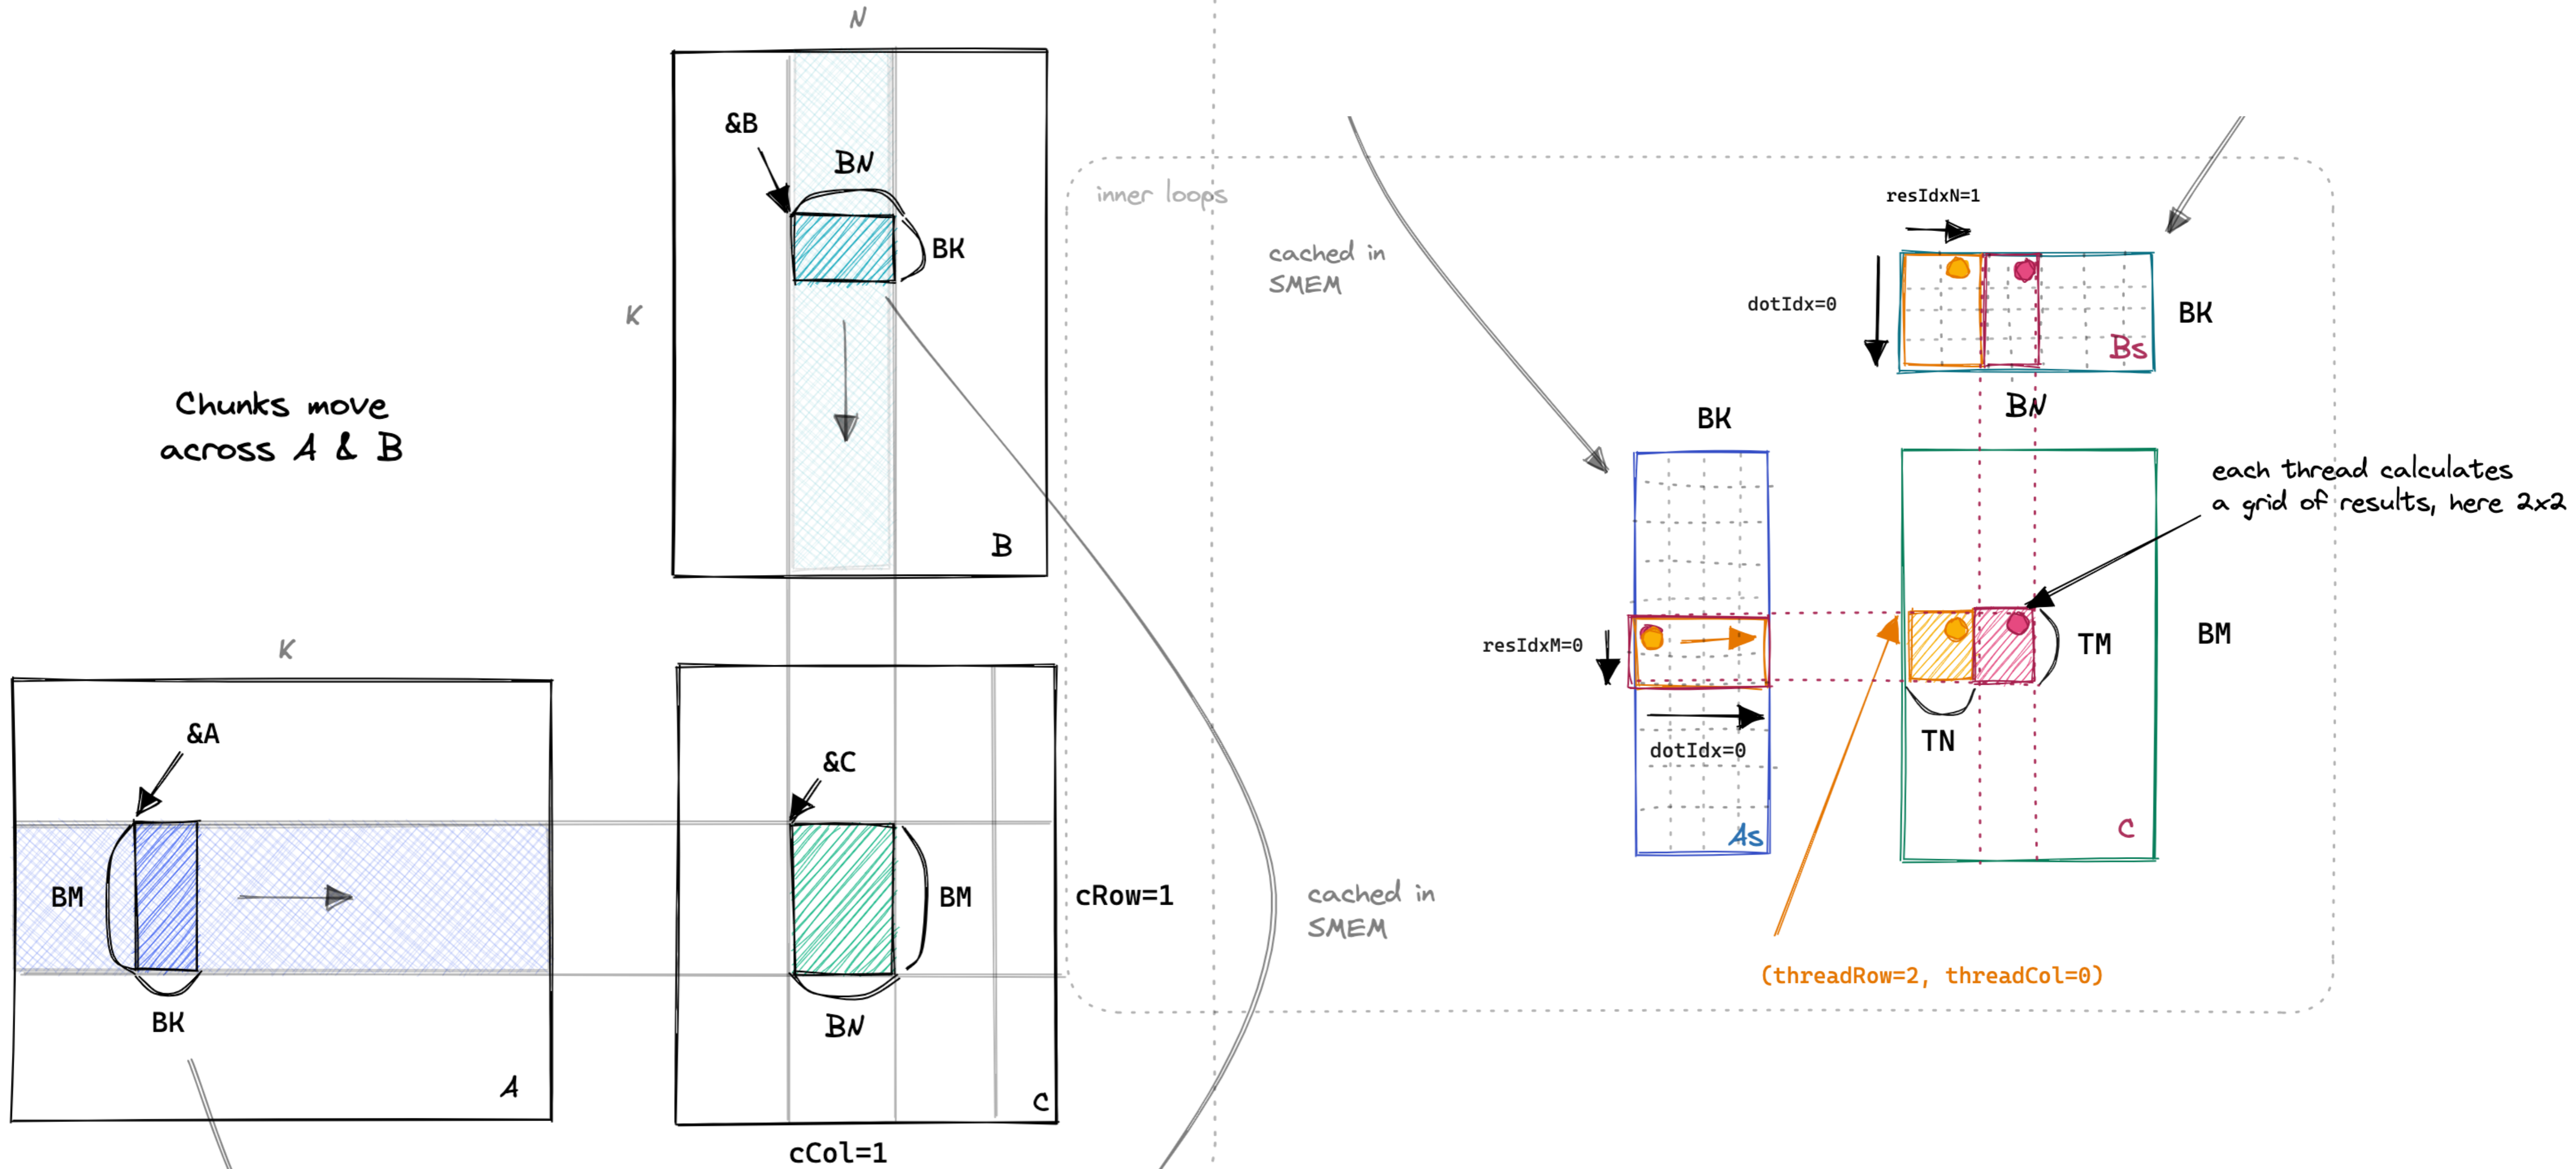 N
&B
BN
BK
K
B
Chunks move
across A & B
K
&A
BM
BK
A
&C
BM
cRow=1
BN
C
cCol=1
inner loops
cached in
SMEM
cached in
SMEM
resIdxN=1
dotIdx=0
BK
Bs
BN
BK
resIdxM=0
dotIdx=0
As
each thread calculates
a grid of results, here 2x2
TM
BM
TN
C
(threadRow=2, threadCol=0)